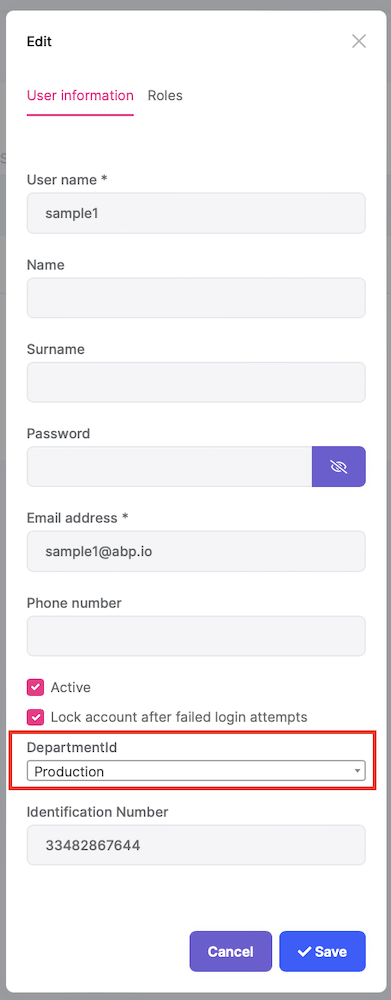 Edit
User information Roles
User name *
sample1
Name
Surname
Password
Email address *
sample1@abp.io
Phone number
Active
Lock account after failed login attempts
DepartmentId
Production
Identification Number
33482867644
Cancel Save